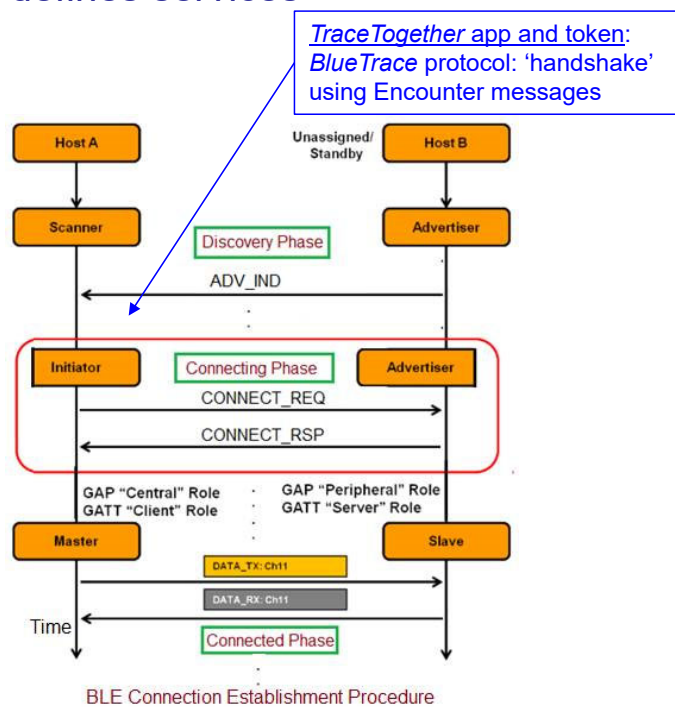 TraceTogether app and token:
BlueTrace protocol: ‘handshake’
using Encounter messages
Host A
Unassigned/
Standby
Host B
Scanner
Advertiser
Discovery Phase
ADV_IND
Initiator
Connecting Phase
Advertiser
CONNECT_REQ
CONNECT_RSP
GAP “Central” Role
GATT “Client” Role
GAP “Peripheral” Role
GATT “Server” Role
Master
Slave
DATA_TX: Ch11
DATA_RX: Ch11
Time
Connected Phase
BLE Connection Establishment Procedure